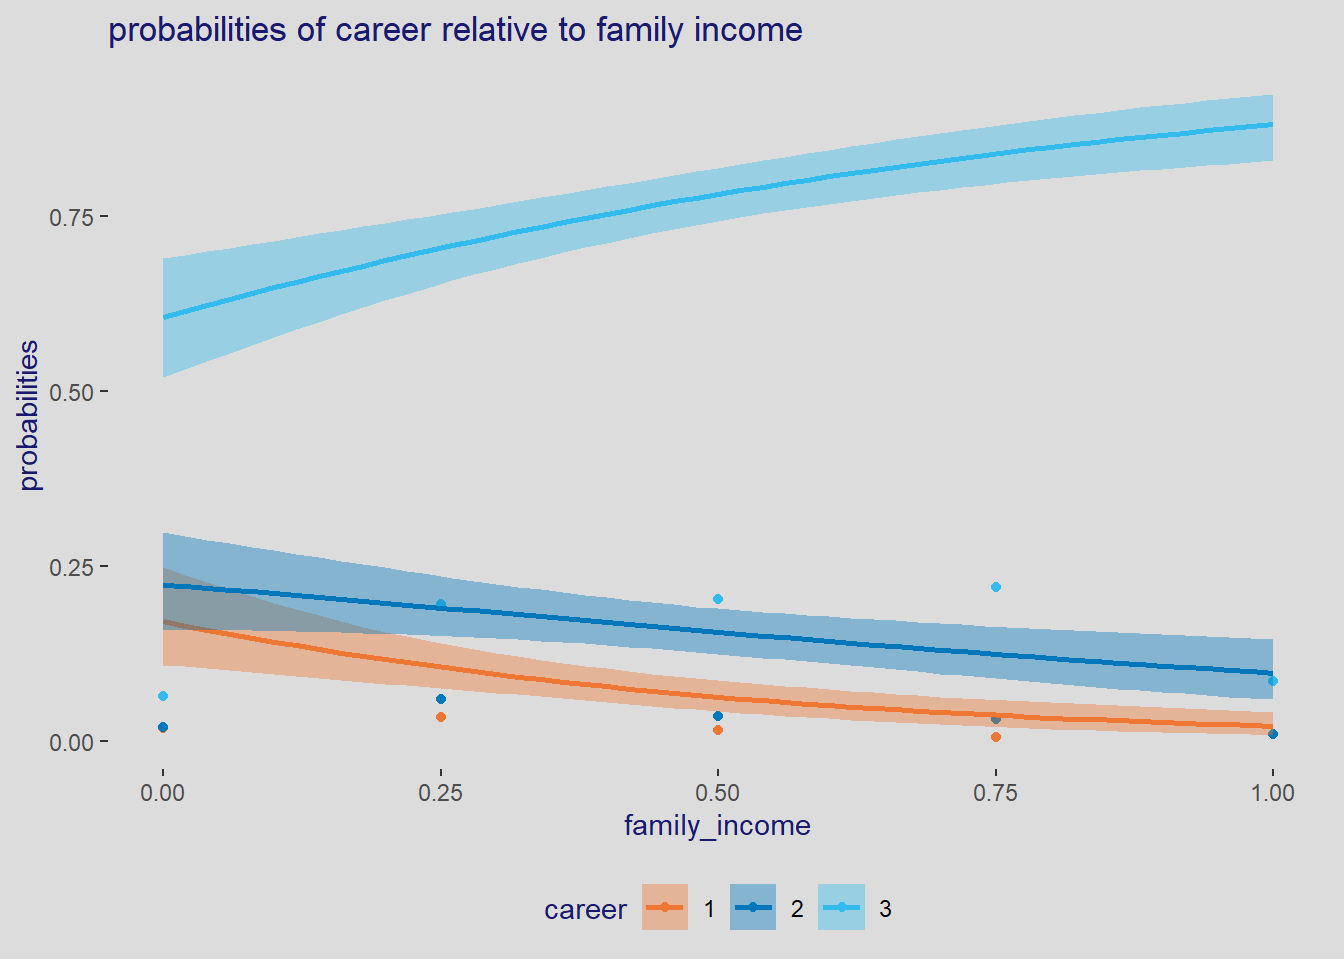 probabilities of career relative to family income
probabilities
0.75
0.50
0.25
0.00
0.00 0.25 0.50 0.75 1.00
family_income
career 1 2 3